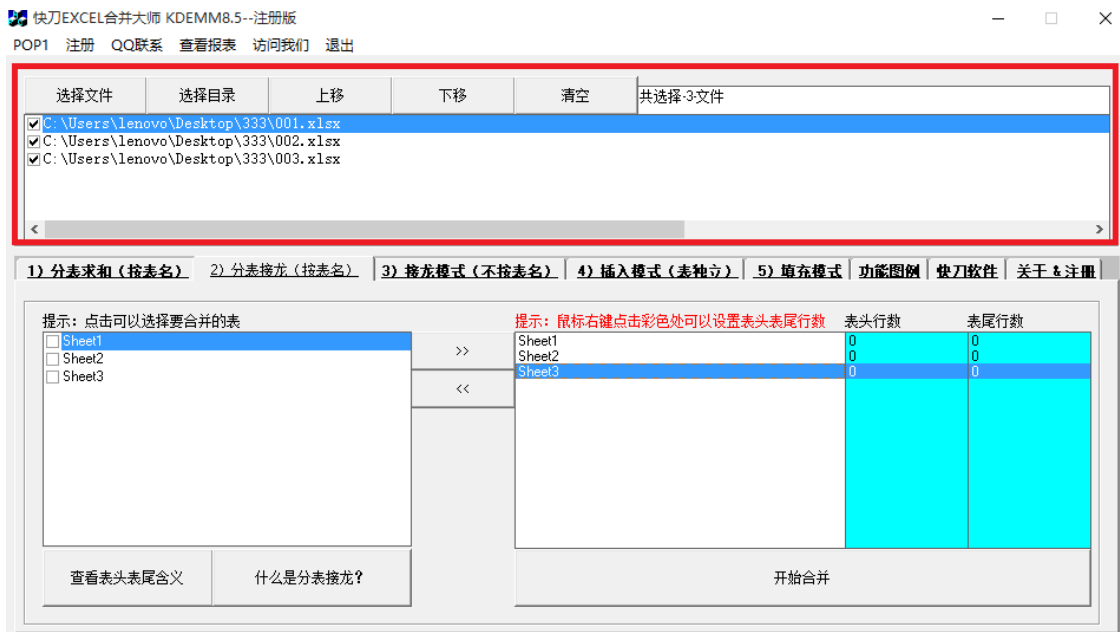 快刀EXCEL合并大师 KDEMM8.5--注册版
POP1 注册 QQ联系 查看报表 访问我们 退出
选择文件 选择目录 上移 下移 清空 共选择-3-文件
C:\Users\lenovo\Desktop\333\001.xlsx
C:\Users\lenovo\Desktop\333\002.xlsx
C:\Users\lenovo\Desktop\333\003.xlsx
1) 分表求和(按表名) 2) 分表接龙(按表名) 3) 接龙模式(不按表名) 4) 插入模式(表独立) 5) 填充模式 功能图例 快刀软件 关于 & 注册
提示: 点击可以选择要合并的表 提示: 鼠标右键点击彩色处可以设置表头表尾行数 表头行数 表尾行数
Sheet1 >> Sheet1 0 0
Sheet2 Sheet2 0 0
Sheet3 << Sheet3 0 0
查看表头表尾含义 什么是分表接龙? 开始合并